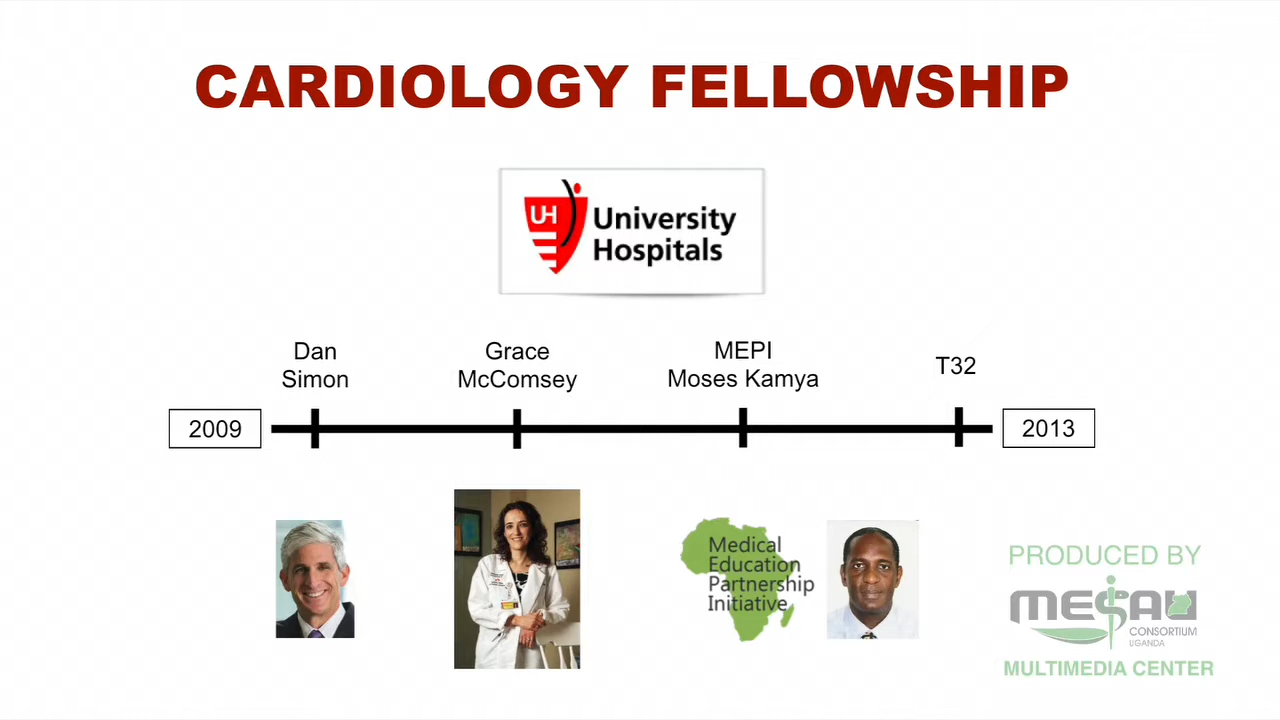 CARDIOLOGY FELLOWSHIP
UH
University
Hospitals
Dan
Simon
Grace
McComsey
MEPI
Moses Kamya
T32
2009
2013
Medical
Education
Partnership
Initiative
PRODUCED BY
MESAU
CONSORTIUM
UGANDA
MULTIMEDIA CENTER